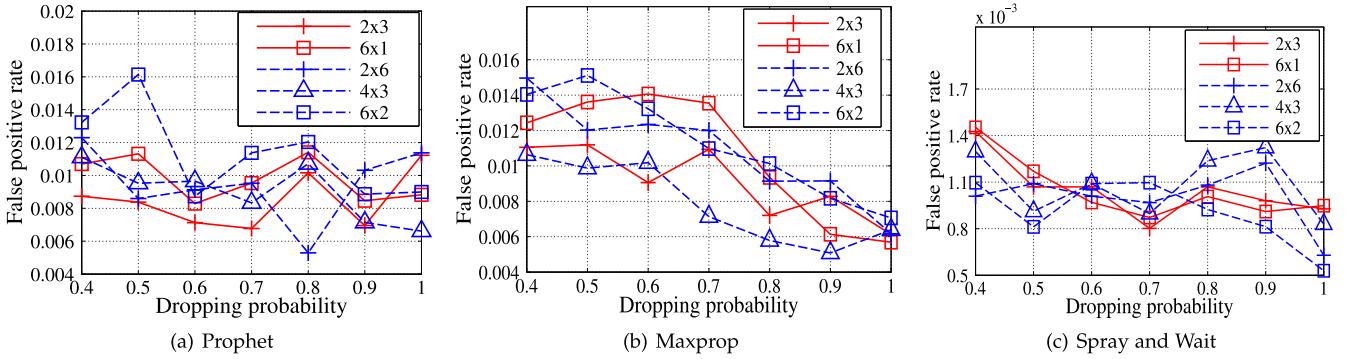 0.02
0.018
0.016
0.014
0.012
0.01
0.008
0.006
0.004
False positive rate
2x3
6x1
2x6
4x3
6x2
0.4 0.5 0.6 0.7 0.8 0.9 1
Dropping probability
(a) Prophet
0.016
0.014
0.012
0.01
0.008
0.006
0.004
False positive rate
2x3
6x1
2x6
4x3
6x2
0.4 0.5 0.6 0.7 0.8 0.9 1
Dropping probability
(b) Maxprop
x 10⁻³
1.7
1.4
1.1
0.8
0.5
False positive rate
2x3
6x1
2x6
4x3
6x2
0.4 0.5 0.6 0.7 0.8 0.9 1
Dropping probability
(c) Spray and Wait